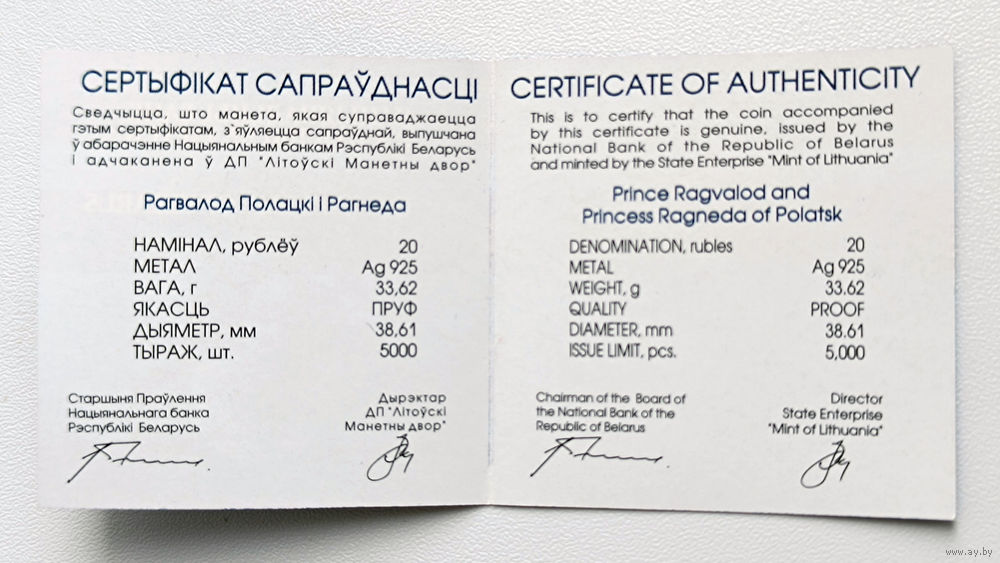 СЕРТЫФІКАТ САПРАЎДНАСЦІ
Сведчыцца, што манета, якая суправаджаецца
гэтым сертыфікатам, з`яўляецца сапраўднай, выпушчана
ў абарачэнне Нацыянальным банкам Рэспублікі Беларусь
і адчаканена ў ДП "Літоўскі Манетны двор"
Рагвалод Полацкі і Рагнеда
НАМІНАЛ, рублёў 20
МЕТАЛ Ag 925
ВАГА, г 33,62
ЯКАСЦЬ ПРУФ
ДЫЯМЕТР, мм 38,61
ТЫРАЖ, шт. 5000
Старшыня Праўлення
Нацыянальнага банка
Рэспублікі Беларусь
Дырэктар
ДП "Літоўскі
Манетны двор"
CERTIFICATE OF AUTHENTICITY
This is to certify that the coin accompanied
by this certificate is genuine, issued by the
National Bank of the Republic of Belarus
and minted by the State Enterprise "Mint of Lithuania"
Prince Ragvalod and
Princess Ragneda of Polatsk
DENOMINATION, rubles 20
METAL Ag 925
WEIGHT, g 33.62
QUALITY PROOF
DIAMETER, mm 38.61
ISSUE LIMIT, pcs. 5,000
Chairman of the Board of
the National Bank of the
Republic of Belarus
Director
State Enterprise
"Mint of Lithuania"
www.ay.by